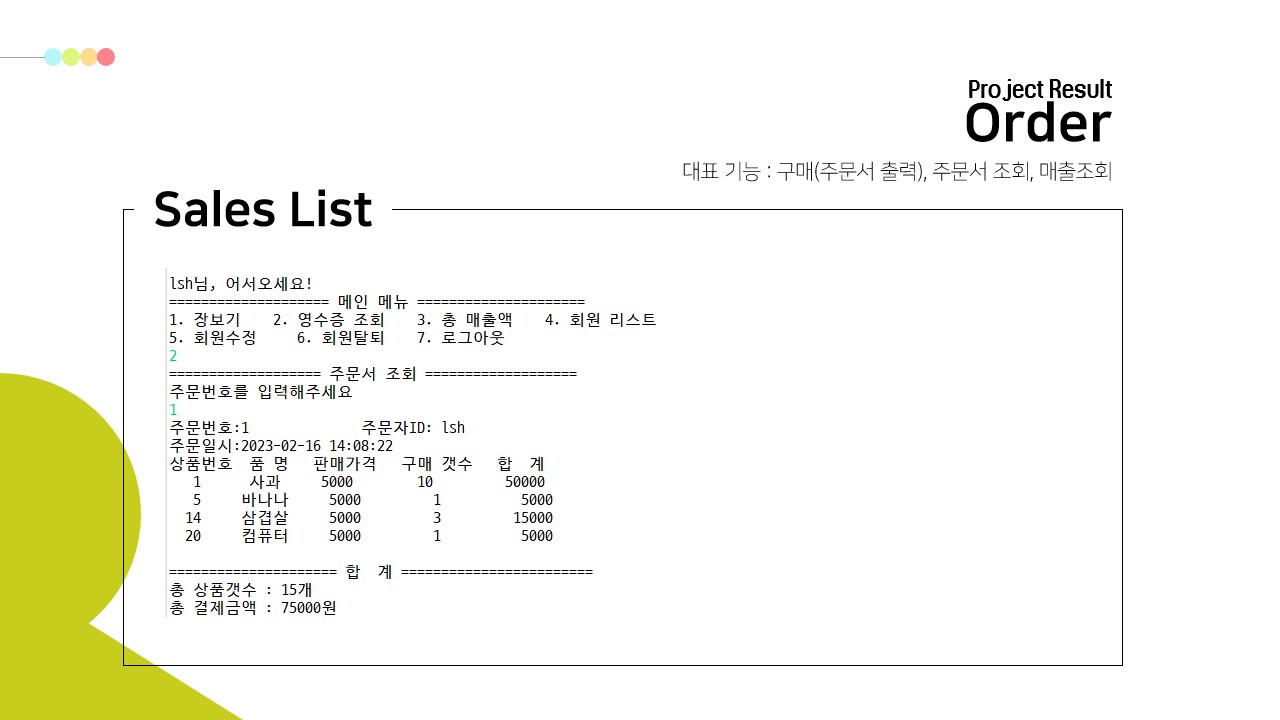 Project Result
Order
대표 기능 : 구매(주문서 출력), 주문서 조회, 매출조회
Sales List
lsh님, 어서오세요!
==================== 메인 메뉴 =====================
1. 장보기    2. 영수증 조회    3. 총 매출액    4. 회원 리스트
5. 회원수정     6. 회원탈퇴    7. 로그아웃
2
=================== 주문서 조회 ===================
주문번호를 입력해주세요
1
주문번호:1              주문자ID: lsh
주문일시:2023-02-16 14:08:22
상품번호  품 명   판매가격   구매 갯수   합  계
1      사과     5000        10         50000
5     바나나     5000         1          5000
14     삼겹살     5000         3         15000
20     컴퓨터     5000         1          5000
===================== 합  계 ========================
총 상품갯수 : 15개
총 결제금액 : 75000원